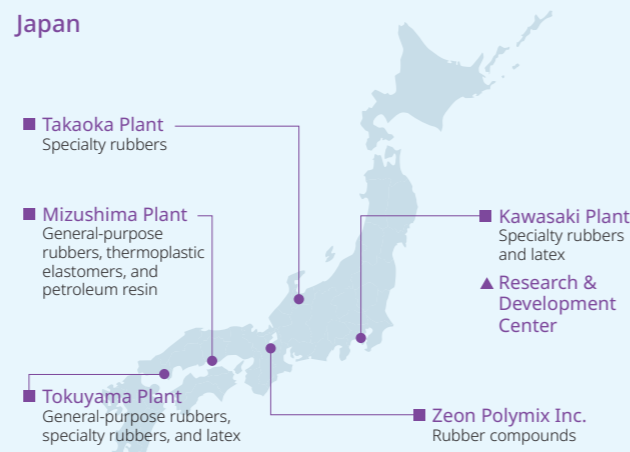 Japan
Takaoka Plant
Specialty rubbers
Mizushima Plant
General-purpose
rubbers, thermoplastic
elastomers, and
petroleum resin
Kawasaki Plant
Specialty rubbers
and latex
Research &
Development
Center
Tokuyama Plant
General-purpose rubbers,
specialty rubbers, and latex
Zeon Polymix Inc.
Rubber compounds